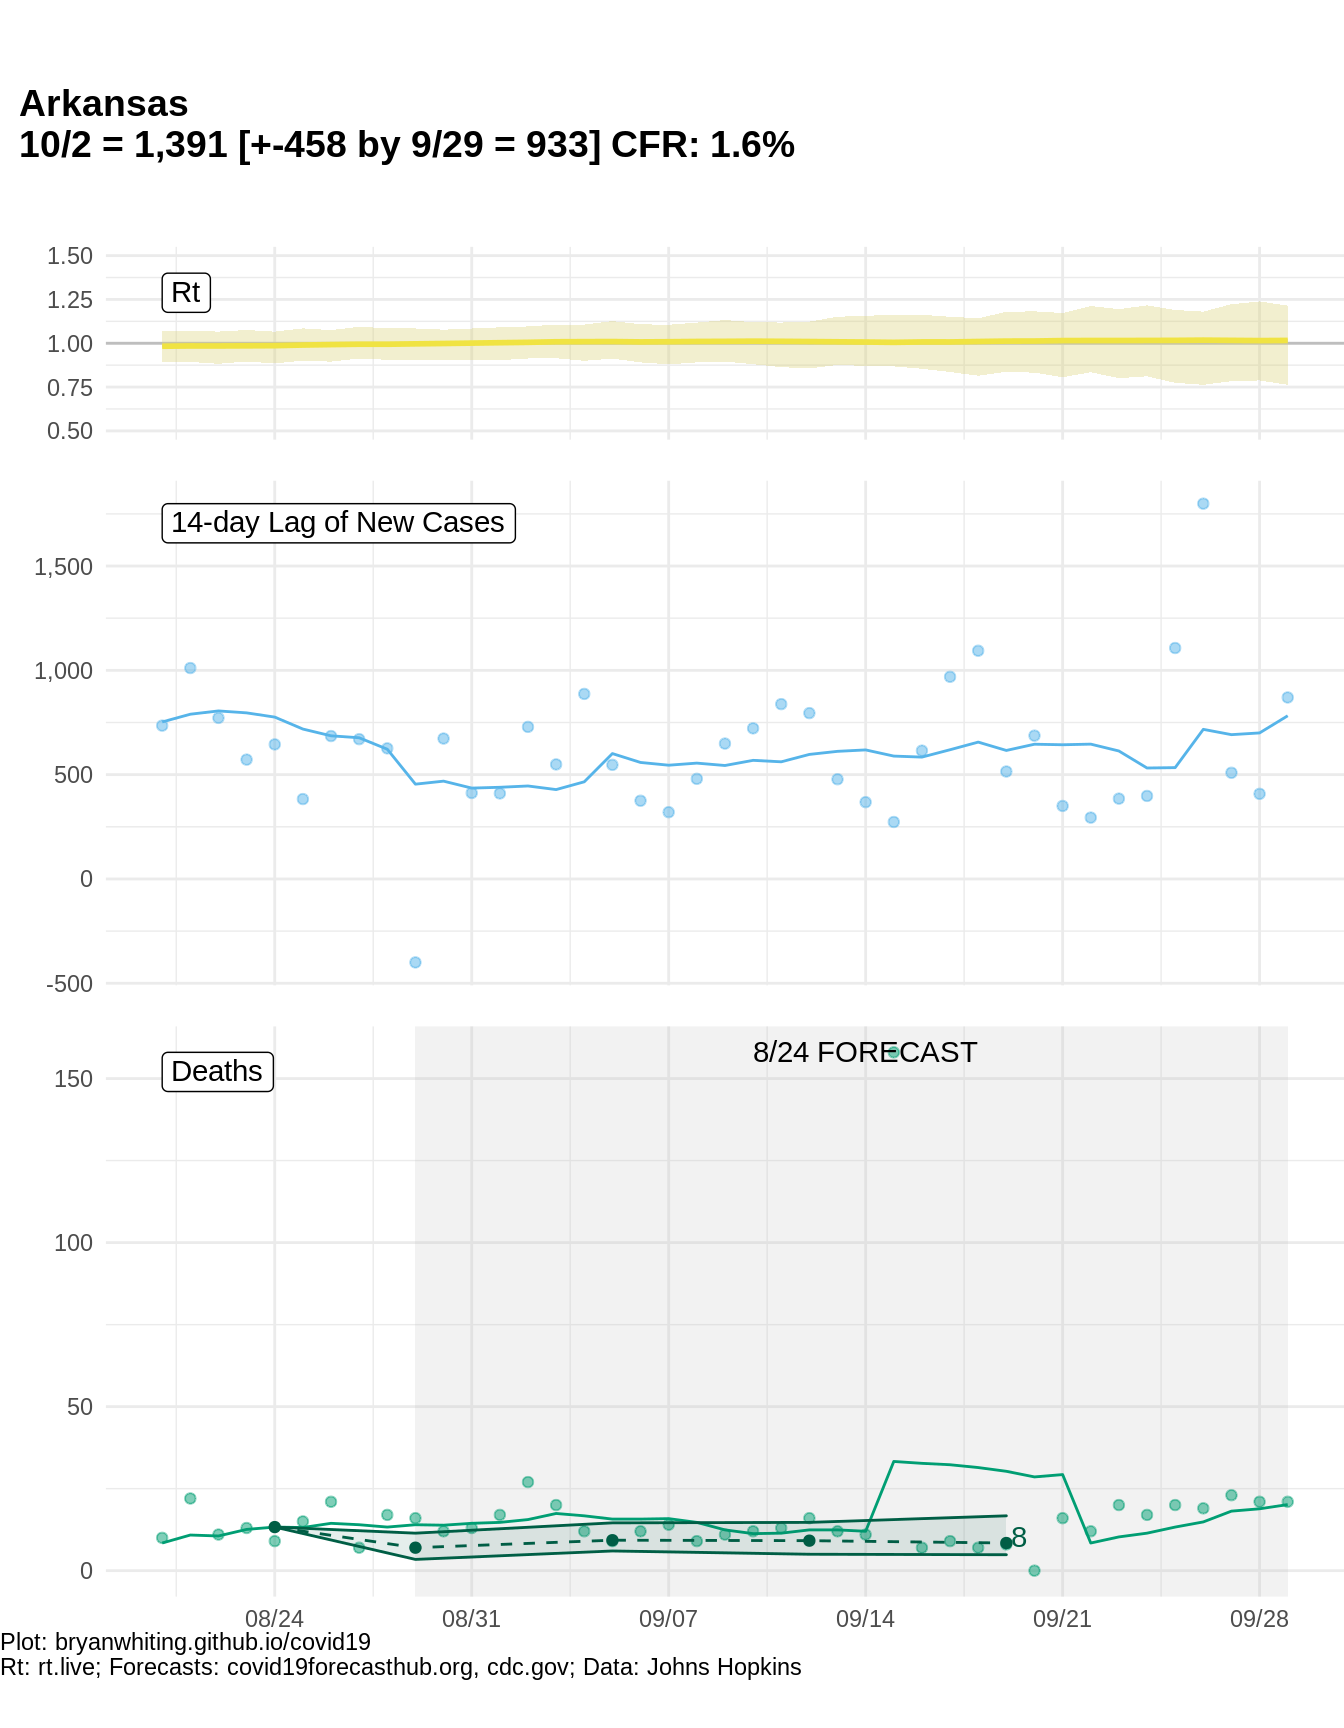 Arkansas
10/2 = 1,391 [+-458 by 9/29 = 933] CFR: 1.6%
1.50
1.25
1.00
0.75
0.50
Rt
14-day Lag of New Cases
1,500
1,000
500
0
-500
8/24 FORECAST
Deaths
150
100
50
0
8
08/24 08/31 09/07 09/14 09/21 09/28
Plot: bryanwhiting.github.io/covid19
Rt: rt.live; Forecasts: covid19forecasthub.org, cdc.gov; Data: Johns Hopkins